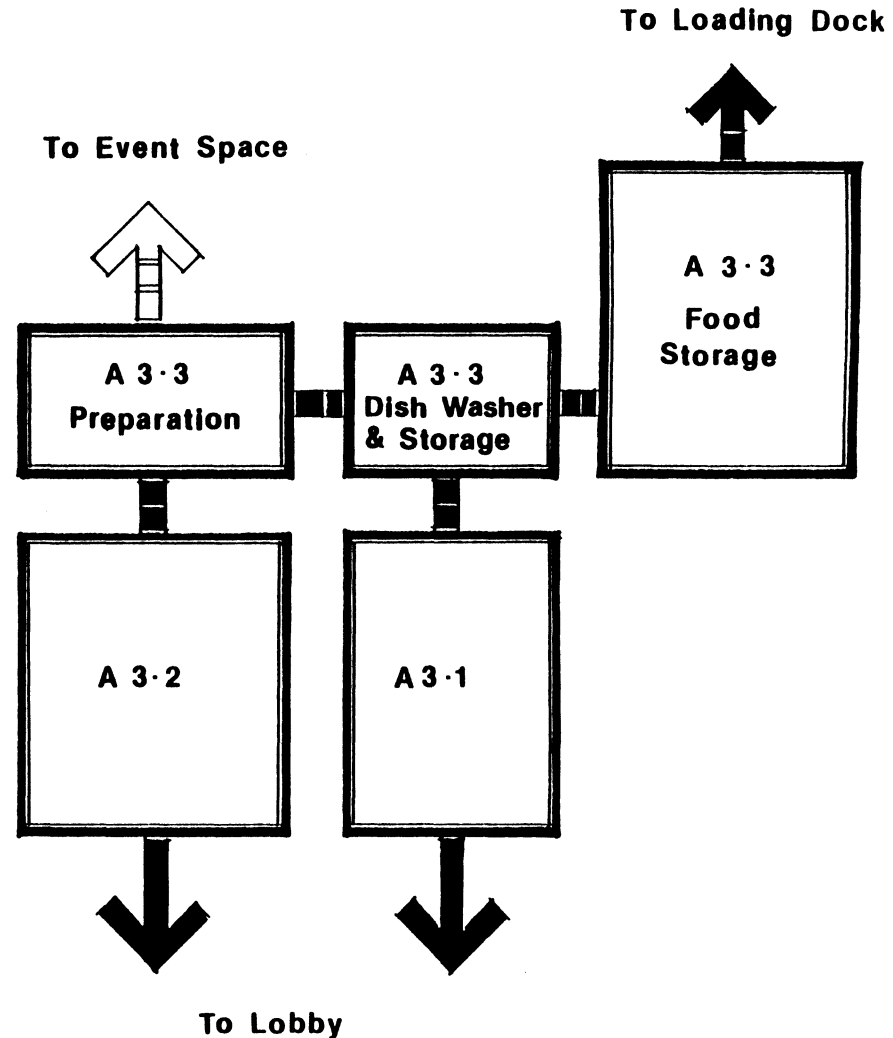 To Loading Dock
To Event Space
A 3·3
Food
Storage
A 3·3
Preparation
A 3·3
Dish Washer
& Storage
A 3·2
A 3·1
To Lobby